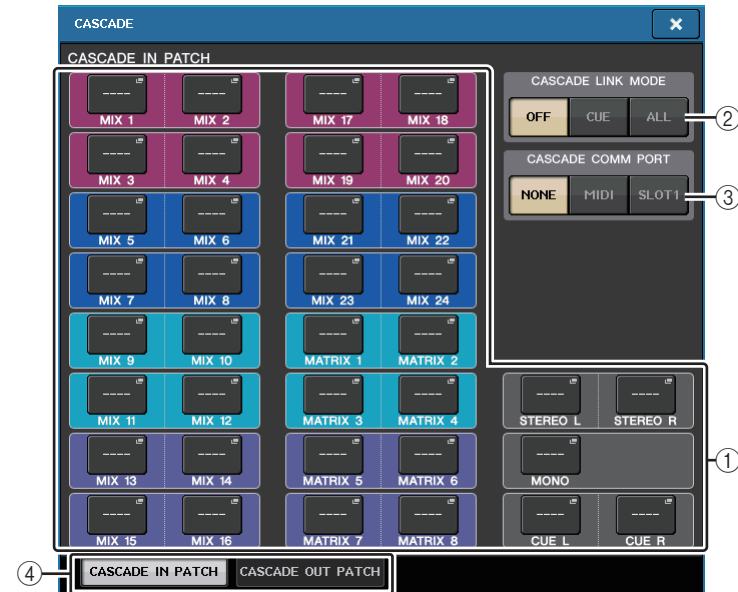 CASCADE
×
CASCADE IN PATCH
CASCADE LINK MODE
OFF CUE ALL
②
CASCADE COMM PORT
NONE MIDI SLOT1
③
---- ---- ---- ----
MIX 1 MIX 2 MIX 17 MIX 18
---- ---- ---- ----
MIX 3 MIX 4 MIX 19 MIX 20
---- ---- ---- ----
MIX 5 MIX 6 MIX 21 MIX 22
---- ---- ---- ----
MIX 7 MIX 8 MIX 23 MIX 24
---- ---- ---- ----
MIX 9 MIX 10 MATRIX 1 MATRIX 2
---- ---- ---- ---- ---- ----
MIX 11 MIX 12 MATRIX 3 MATRIX 4 STEREO L STEREO R
---- ---- ---- ---- ----
MIX 13 MIX 14 MATRIX 5 MATRIX 6 MONO
①
---- ---- ---- ---- ---- ----
MIX 15 MIX 16 MATRIX 7 MATRIX 8 CUE L CUE R
④
CASCADE IN PATCH CASCADE OUT PATCH